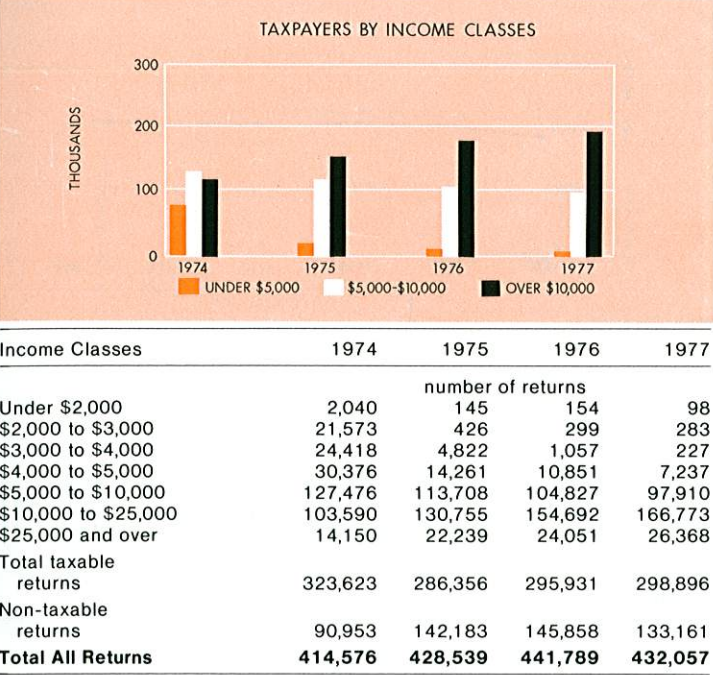 TAXPAYERS BY INCOME CLASSES
300
200
100
0
THOUSANDS
1974 1975 1976 1977
UNDER $5,000 $5,000-$10,000 OVER $10,000
Income Classes 1974 1975 1976 1977
number of returns
Under $2,000 2,040 145 154 98
$2,000 to $3,000 21,573 426 299 283
$3,000 to $4,000 24,418 4,822 1,057 227
$4,000 to $5,000 30,376 14,261 10,851 7,237
$5,000 to $10,000 127,476 113,708 104,827 97,910
$10,000 to $25,000 103,590 130,755 154,692 166,773
$25,000 and over 14,150 22,239 24,051 26,368
Total taxable
returns 323,623 286,356 295,931 298,896
Non-taxable
returns 90,953 142,183 145,858 133,161
Total All Returns 414,576 428,539 441,789 432,057